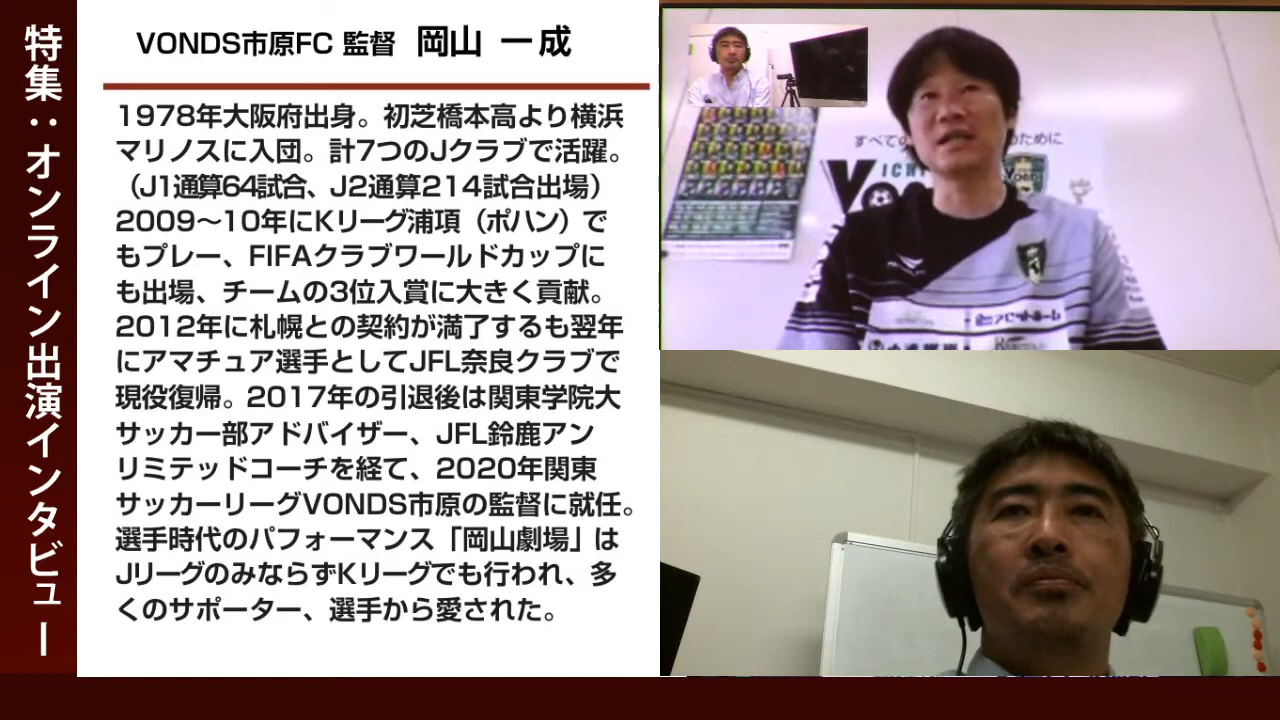 特集：オンライン出演インタビュー
VONDS市原FC 監督 岡山 一成
1978年大阪府出身。初芝橋本高より横浜
マリノスに入団。計7つのJクラブで活躍。
（J1通算64試合、J2通算214試合出場）
2009〜10年にKリーグ浦項（ポハン）で
もプレー、FIFAクラブワールドカップに
も出場、チームの3位入賞に大きく貢献。
2012年に札幌との契約が満了するも翌年
にアマチュア選手としてJFL奈良クラブで
現役復帰。2017年の引退後は関東学院大
サッカー部アドバイザー、JFL鈴鹿アン
リミテッドコーチを経て、2020年関東
サッカーリーグVONDS市原の監督に就任。
選手時代のパフォーマンス「岡山劇場」は
JリーグのみならずKリーグでも行われ、多
くのサポーター、選手から愛された。
すべての
のために
ICH